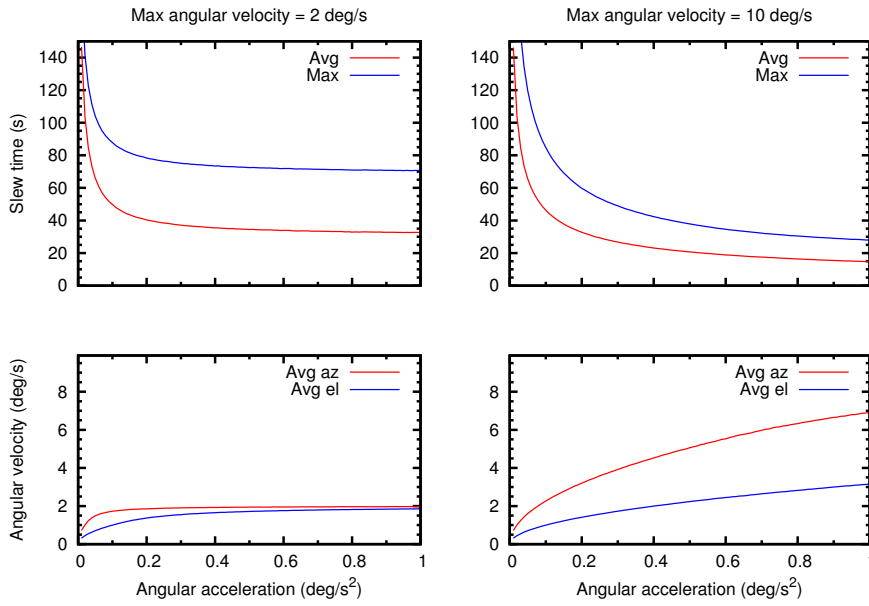 Max angular velocity = 2 deg/s
Max angular velocity = 10 deg/s
Slew time (s)
140
120
100
80
60
40
20
0
Avg
Max
140
120
100
80
60
40
20
0
Avg
Max
Angular velocity (deg/s)
8
6
4
2
0
Avg az
Avg el
0 0.2 0.4 0.6 0.8 1
Angular acceleration (deg/s²)
8
6
4
2
0
Avg az
Avg el
0 0.2 0.4 0.6 0.8 1
Angular acceleration (deg/s²)